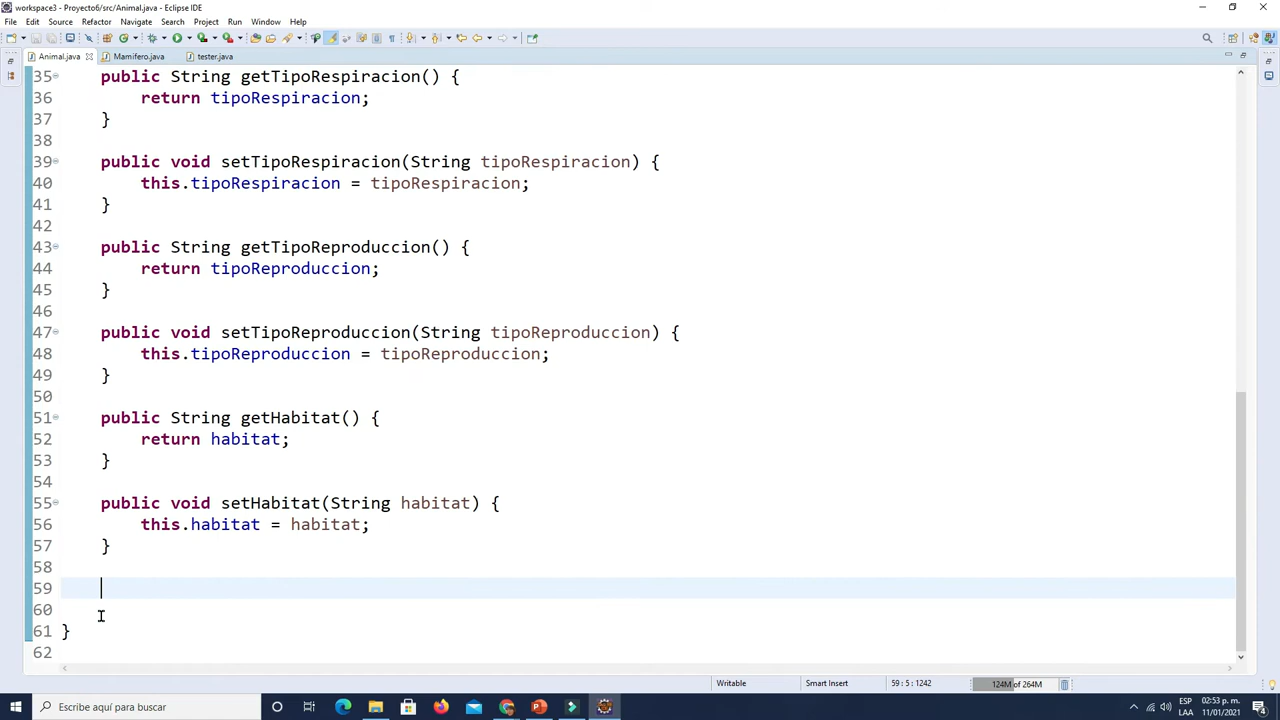 workspace3 - Proyecto6/src/Animal.java - Eclipse IDE
File Edit Source Refactor Navigate Search Project Run Window Help
Animal.java Mamifero.java tester.java
35 public String getTipoRespiracion() {
36 return tipoRespiracion;
37 }
38
39 public void setTipoRespiracion(String tipoRespiracion) {
40 this.tipoRespiracion = tipoRespiracion;
41 }
42
43 public String getTipoReproduccion() {
44 return tipoReproduccion;
45 }
46
47 public void setTipoReproduccion(String tipoReproduccion) {
48 this.tipoReproduccion = tipoReproduccion;
49 }
50
51 public String getHabitat() {
52 return habitat;
53 }
54
55 public void setHabitat(String habitat) {
56 this.habitat = habitat;
57 }
58
59
60
61 }
62
Writable Smart Insert 59 : 5 : 1242 124M of 264M
Escribe aquí para buscar
ESP 02:53 p. m.
LAA 11/01/2021
4